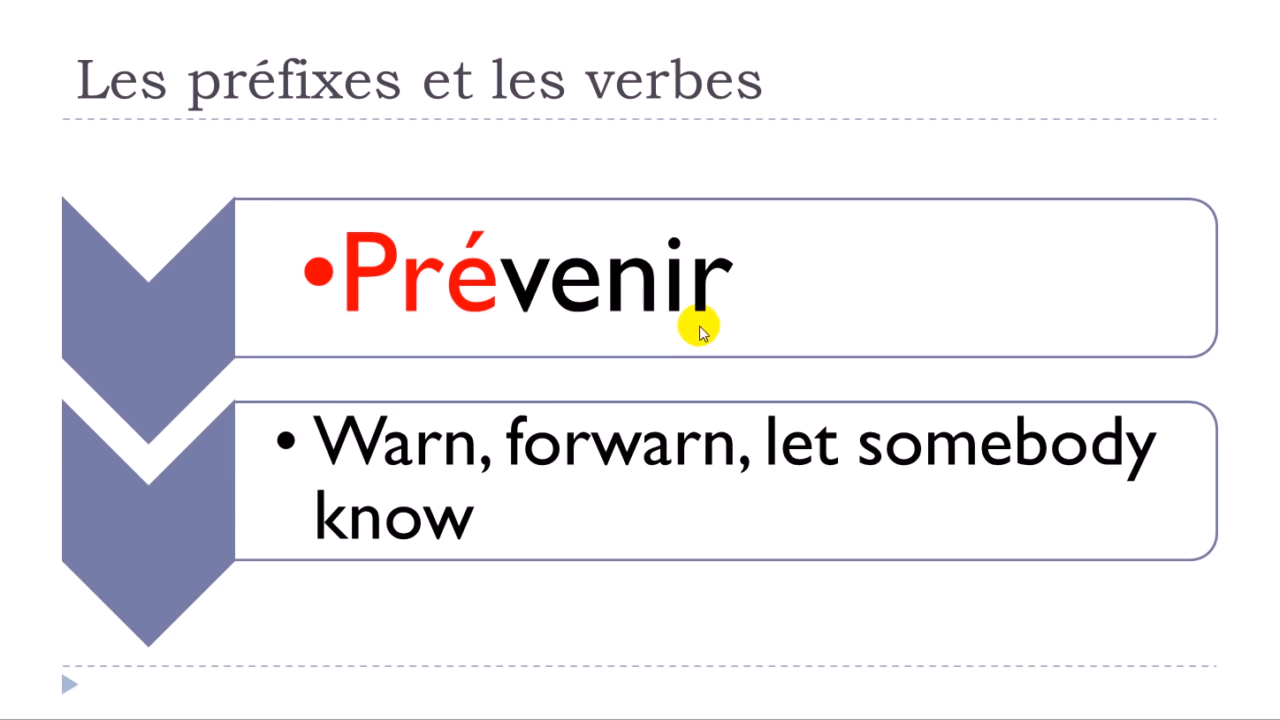 Les préfixes et les verbes
•Prévenir
• Warn, forwarn, let somebody
know